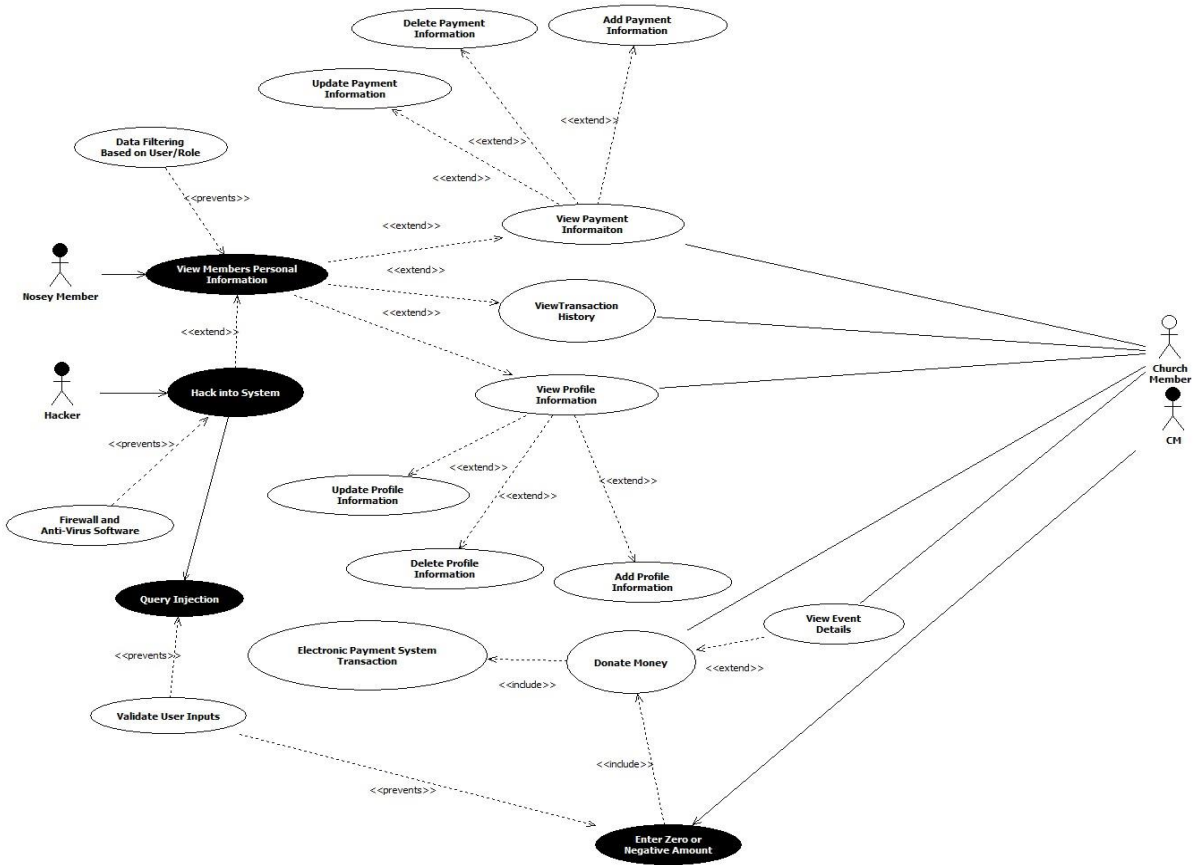 Delete Payment
Information
Add Payment
Information
Update Payment
Information
<<extend>>
<<extend>>
<<extend>>
Data Filtering
Based on User/Role
<<prevents>>
View Payment
Informaiton
<<extend>>
Nosey Member
View Members Personal
Information
<<extend>>
ViewTransaction
History
<<extend>>
<<extend>>
Church
Member
Hacker
Hack into System
View Profile
Information
CM
<<prevents>>
<<extend>>
<<extend>>
<<extend>>
Update Profile
Information
Firewall and
Anti-Virus Software
Delete Profile
Information
Add Profile
Information
Query Injection
View Event
Details
<<prevents>>
Electronic Payment System
Transaction
Donate Money
<<extend>>
<<include>>
Validate User Inputs
<<include>>
<<prevents>>
Enter Zero or
Negative Amount